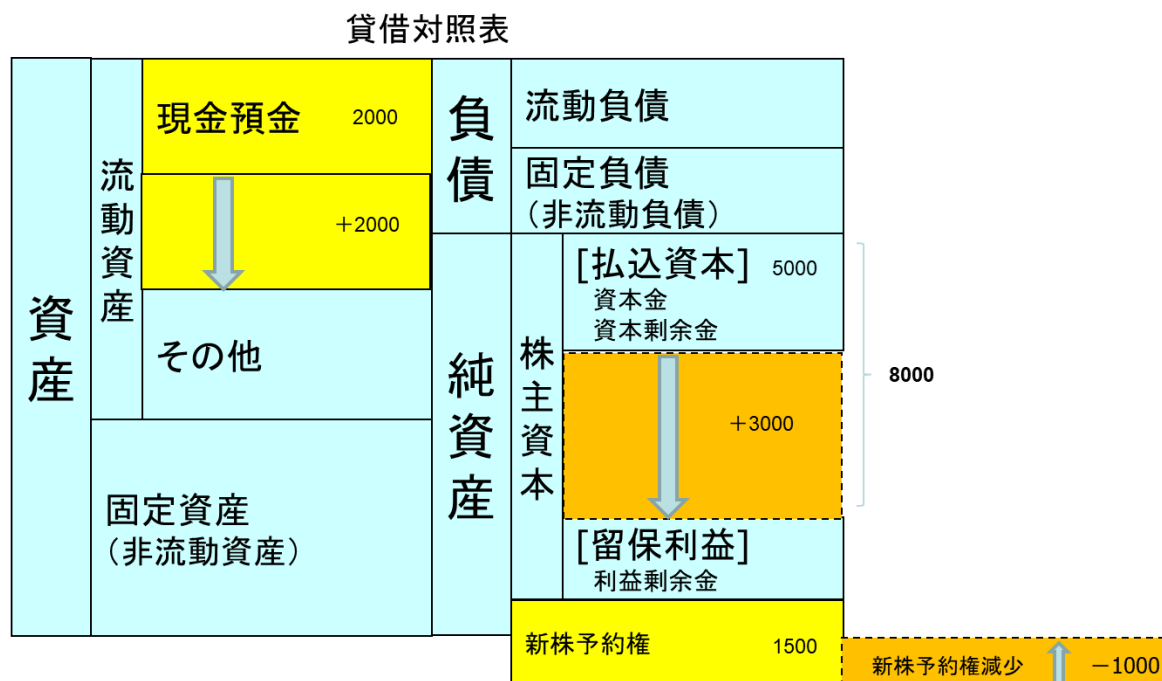 貸借対照表
資産
流動資産
現金預金 2000
+2000
その他
固定資産
(非流動資産)
負債
流動負債
固定負債
(非流動負債)
純資産
株主資本
[払込資本] 5000
資本金
資本剰余金
+3000
8000
[留保利益]
利益剰余金
新株予約権 1500
新株予約権減少 -1000